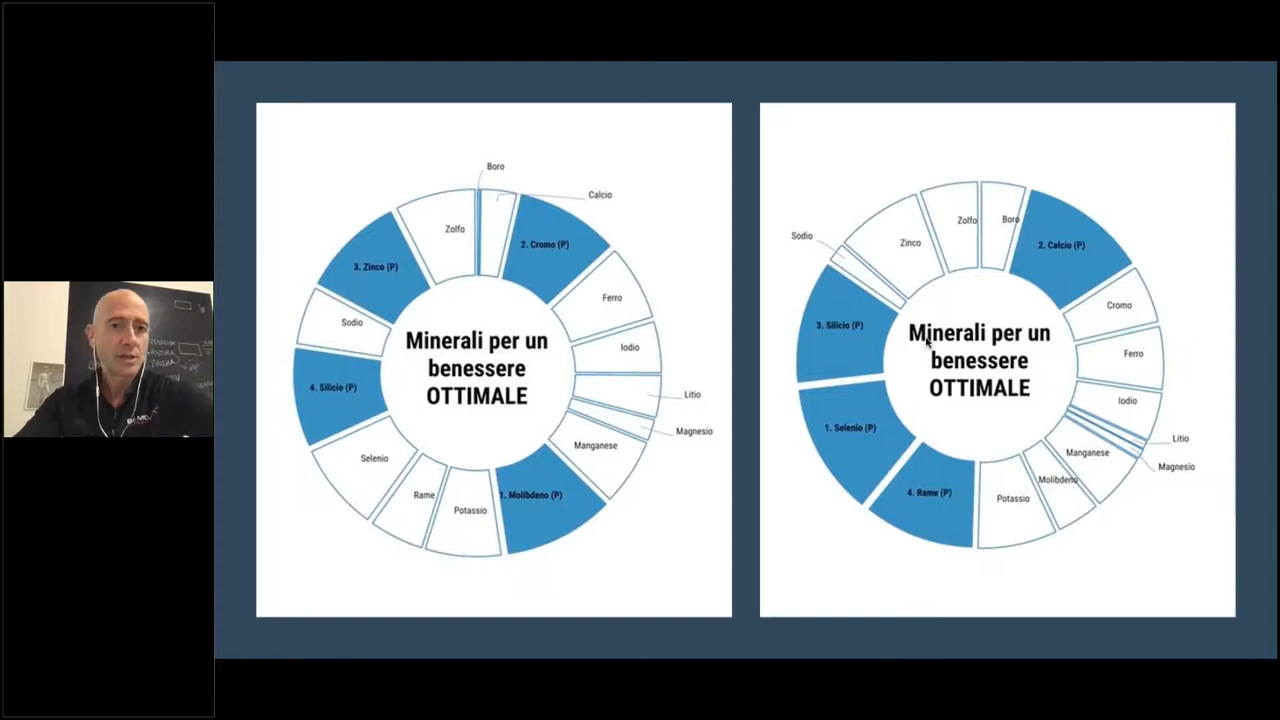 Boro
Calcio
Zolfo
2. Cromo (P)
3. Zinco (P)
Ferro
Sodio
Iodio
Minerali per un
benessere
OTTIMALE
4. Silicio (P)
Litio
Magnesio
Manganese
Selenio
Rame
1. Molibdeno (P)
Potassio
Zolfo
Boro
Sodio
Zinco
2. Calcio (P)
Cromo
3. Silicio (P)
Minerali per un
benessere
OTTIMALE
Ferro
Iodio
1. Selenio (P)
Litio
Manganese
Magnesio
Molibdeno
4. Rame (P)
Potassio